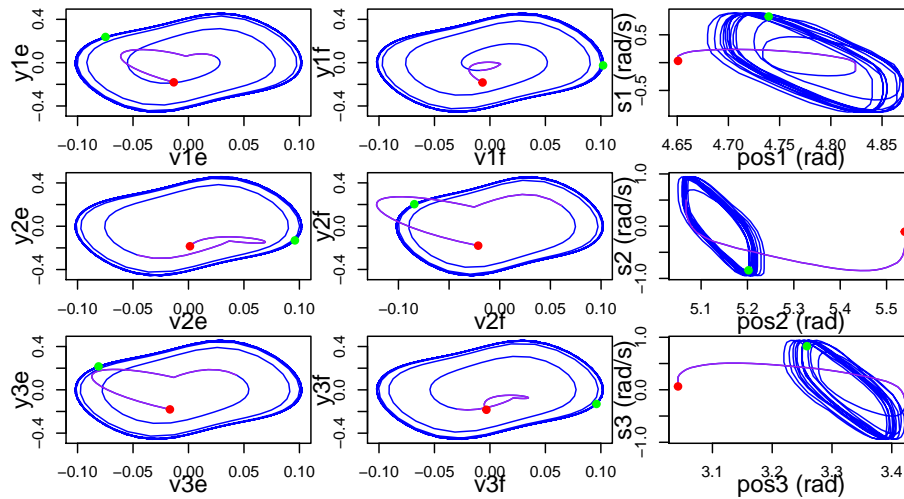 y1e
0.4
0.0
−0.4
−0.10 −0.05 0.00 0.05 0.10
v1e
y1f
0.4
0.0
−0.4
−0.10 −0.05 0.00 0.05 0.10
v1f
s1 (rad/s)
0.5
−0.5
4.65 4.70 4.75 4.80 4.85
pos1 (rad)
y2e
0.4
0.0
−0.4
−0.10 −0.05 0.00 0.05 0.10
v2e
y2f
0.4
0.0
−0.4
−0.10 0.00 0.05 0.10
v2f
s2 (rad/s)
1.0
0.0
−1.0
5.1 5.2 5.3 5.4 5.5
pos2 (rad)
y3e
0.4
0.0
−0.4
−0.10 −0.05 0.00 0.05 0.10
v3e
y3f
0.4
0.0
−0.4
−0.10 −0.05 0.00 0.05 0.10
v3f
s3 (rad/s)
1.0
0.0
−1.0
3.1 3.2 3.3 3.4
pos3 (rad)